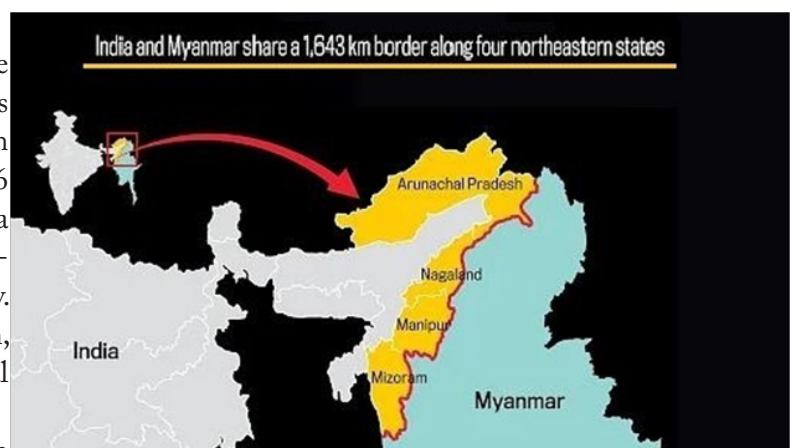 India and Myanmar share a 1,643 km border along four northeastern states
Arunachal Pradesh
Nagaland
Manipur
Mizoram
India
Myanmar